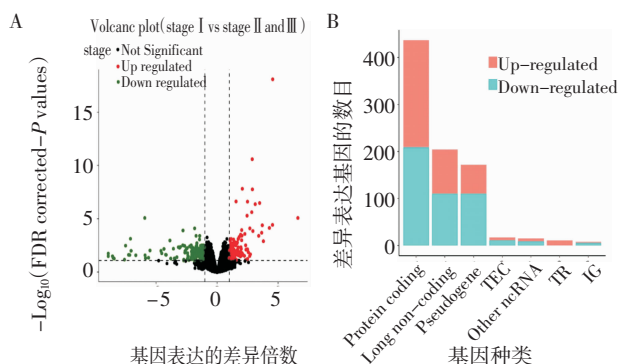 A
Volcanc plot(stage Ⅰ vs stage Ⅱ and Ⅲ)
stage
Not Significant
Up regulated
Down regulated
−Log₁₀(FDR corrected-P values)
15
10
5
0
−5
0
5
基因表达的差异倍数
B
Up-regulated
Down-regulated
差异表达基因的数目
400
300
200
100
0
Protein coding
Long non-coding
Pseudogene
TEC
Other ncRNA
TR
IG
基因种类